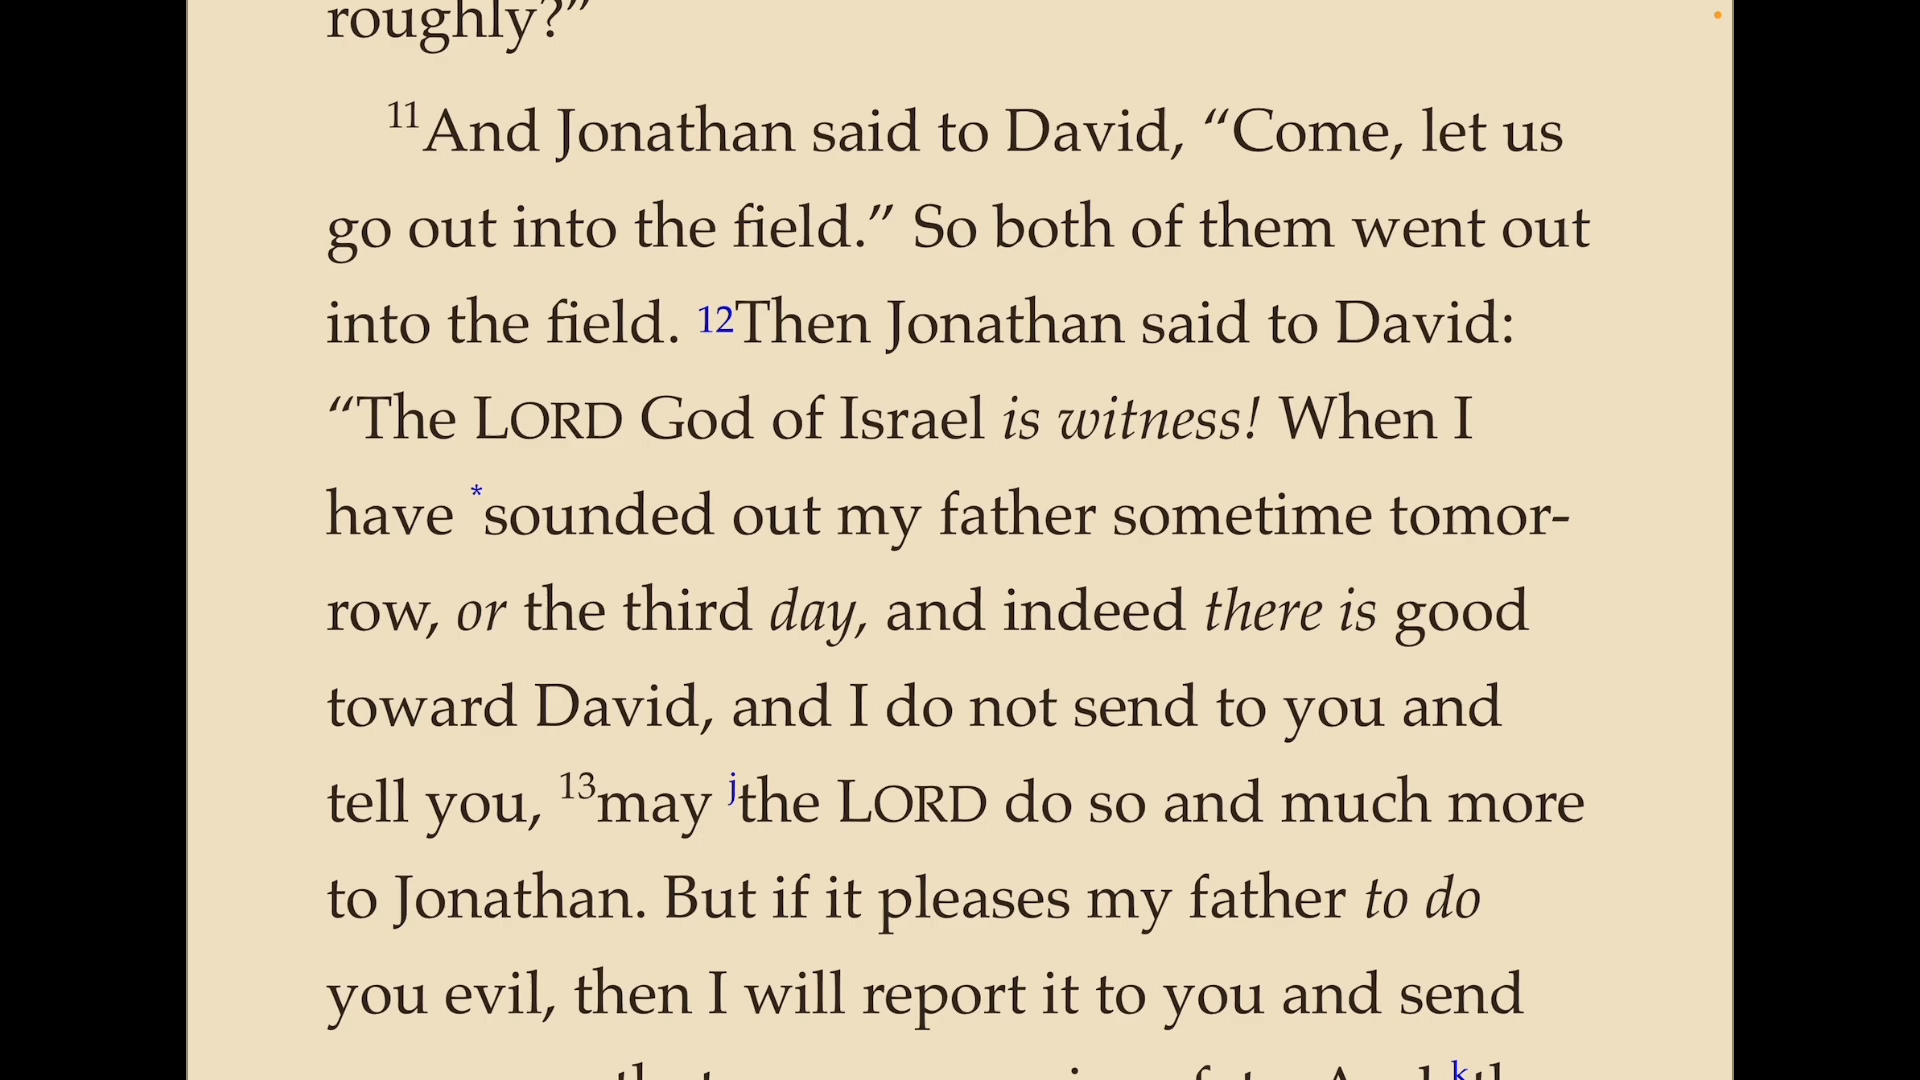 roughly?”
11And Jonathan said to David, “Come, let us
go out into the field.” So both of them went out
into the field. 12Then Jonathan said to David:
“The LORD God of Israel is witness! When I
have *sounded out my father sometime tomor-
row, or the third day, and indeed there is good
toward David, and I do not send to you and
tell you, 13may jthe LORD do so and much more
to Jonathan. But if it pleases my father to do
you evil, then I will report it to you and send